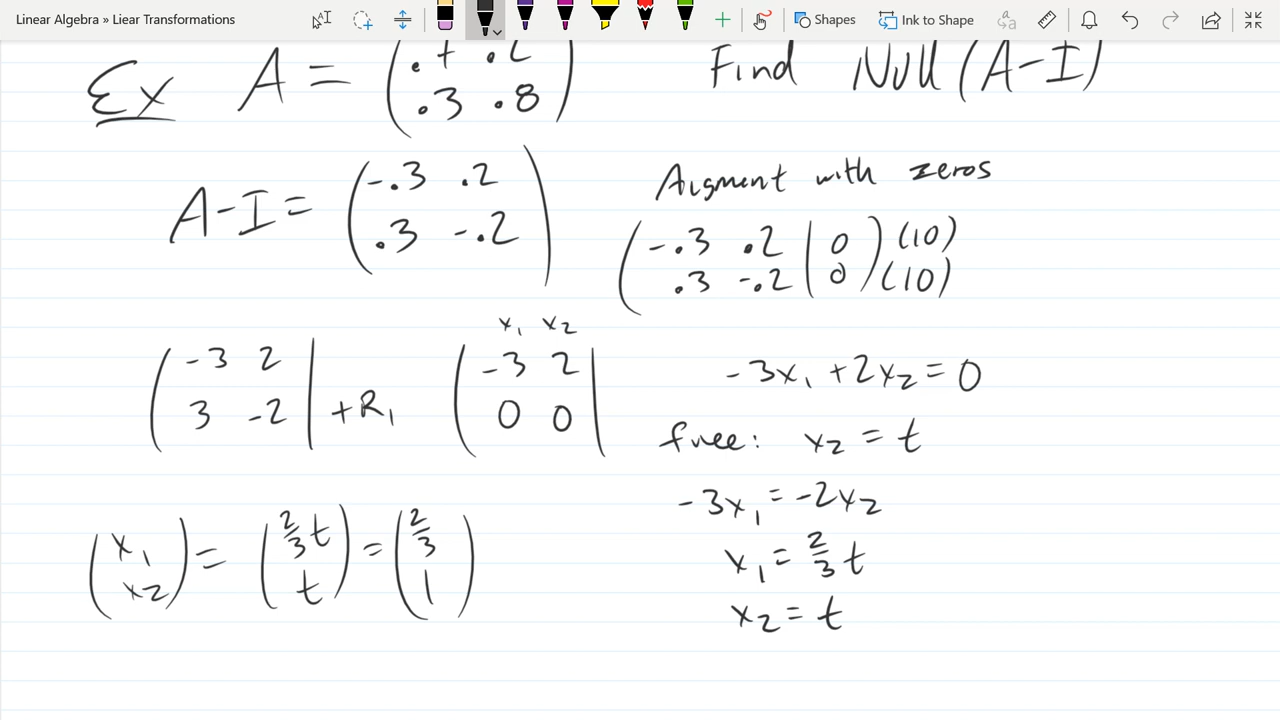 Linear Algebra » Liear Transformations
Shapes
Ink to Shape
Ex A = ( .7 .2 Find Null (A-I)
.3 .8 )
A-I = ( -.3 .2
.3 -.2 )
Augment with zeros
( -.3 .2 | 0 ) (10)
.3 -.2 | 0 ) (10)
( -3 2 |
3 -2 | +R₁
x₁ x₂
( -3 2 |
0 0 |
-3x₁ + 2x₂ = 0
free: x₂ = t
-3x₁ = -2x₂
x₁ = 2/3 t
x₂ = t
( x₁ x₂ ) = ( 2/3 t t ) = ( 2/3 1 )